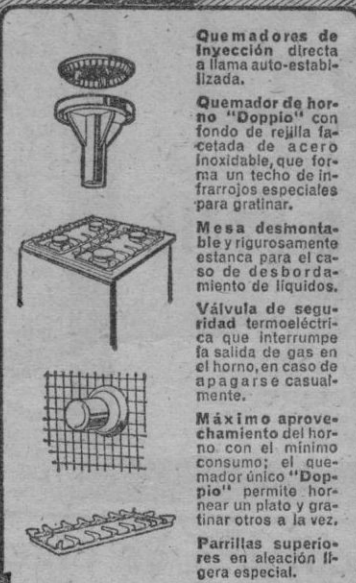 Quemadores de
Inyección directa
a llama auto-estabi-
lizada.
Quemador de hor-
no "Doppio" con
fondo de rejilla fa-
cetada de acero
inoxidable, que for-
ma un techo de in-
frarrojos especiales
para gratinar.
Mesa desmonta-
ble y rigurosamente
estanca para el ca-
so de desborda-
miento de líquidos.
Válvula de segu-
ridad termoeléctri-
ca que interrumpe
la salida de gas en
el horno, en caso de
apagarse casual-
mente.
Máximo aprove-
chamiento del hor-
no con el mínimo
consumo; el que-
mador único "Dop-
pio" permite hor-
near un plato y gra-
tinar otros a la vez.
Parrillas superio-
res en aleación li-
gera especial.